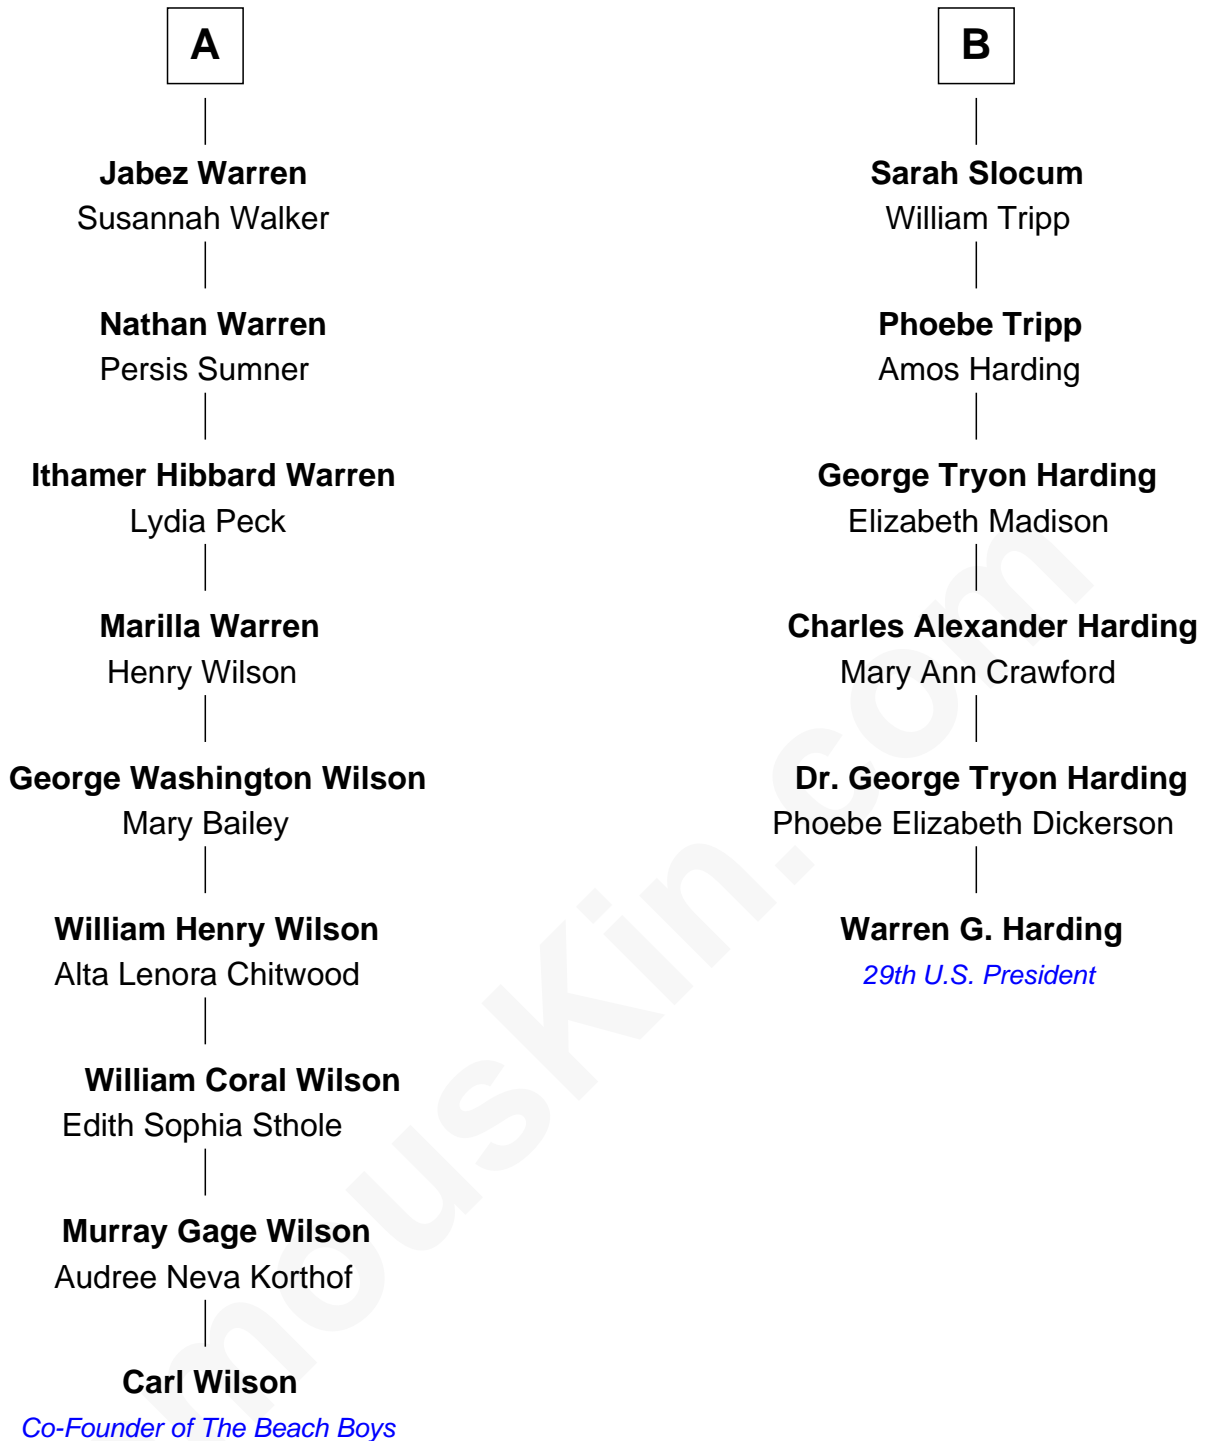 A
Jabez Warren
Susannah Walker
Nathan Warren
Persis Sumner
Ithamer Hibbard Warren
Lydia Peck
Marilla Warren
Henry Wilson
George Washington Wilson
Mary Bailey
William Henry Wilson
Alta Lenora Chitwood
William Coral Wilson
Edith Sophia Sthole
Murray Gage Wilson
Audree Neva Korthof
Carl Wilson
Co-Founder of The Beach Boys
B
Sarah Slocum
William Tripp
Phoebe Tripp
Amos Harding
George Tryon Harding
Elizabeth Madison
Charles Alexander Harding
Mary Ann Crawford
Dr. George Tryon Harding
Phoebe Elizabeth Dickerson
Warren G. Harding
29th U.S. President
mousKin.com